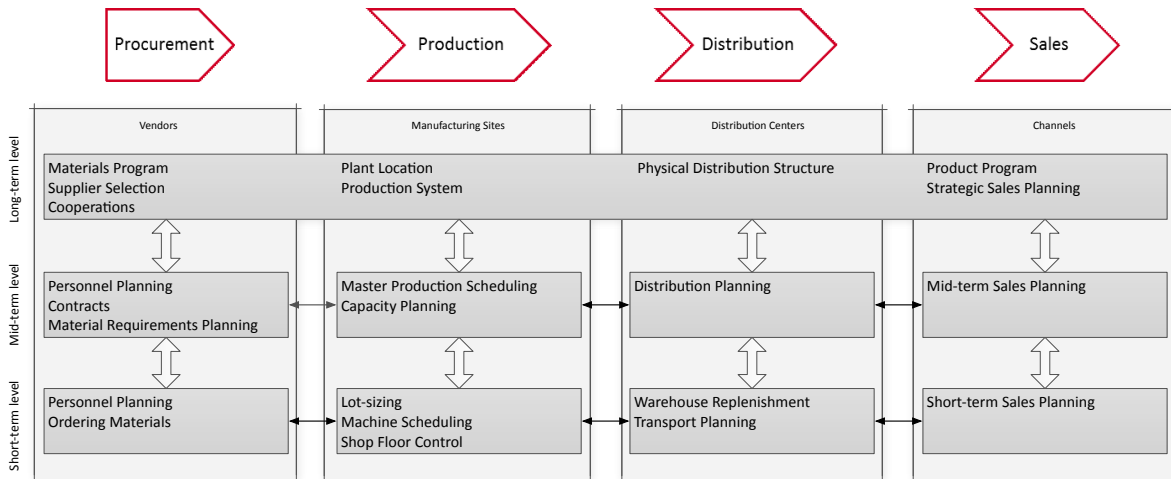 Procurement
Production
Distribution
Sales
Vendors
Manufacturing Sites
Distribution Centers
Channels
Long-term level
Materials Program
Supplier Selection
Cooperations
Plant Location
Production System
Physical Distribution Structure
Product Program
Strategic Sales Planning
Mid-term level
Personnel Planning
Contracts
Material Requirements Planning
Master Production Scheduling
Capacity Planning
Distribution Planning
Mid-term Sales Planning
Short-term level
Personnel Planning
Ordering Materials
Lot-sizing
Machine Scheduling
Shop Floor Control
Warehouse Replenishment
Transport Planning
Short-term Sales Planning